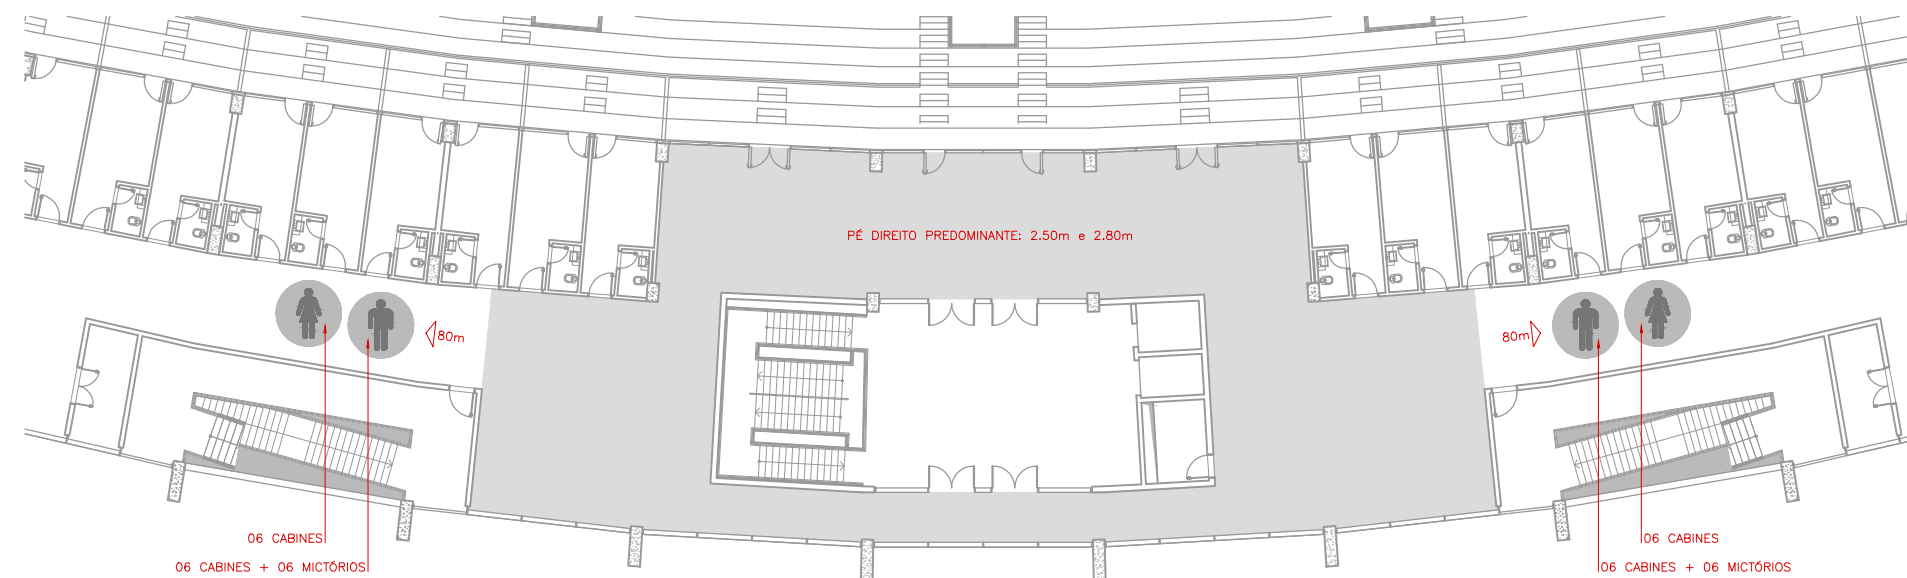 PÉ DIREITO PREDOMINANTE: 2.50m e 2.80m
80m
80m
06 CABINES
06 CABINES + 06 MICTÓRIOS
06 CABINES
06 CABINES + 06 MICTÓRIOS